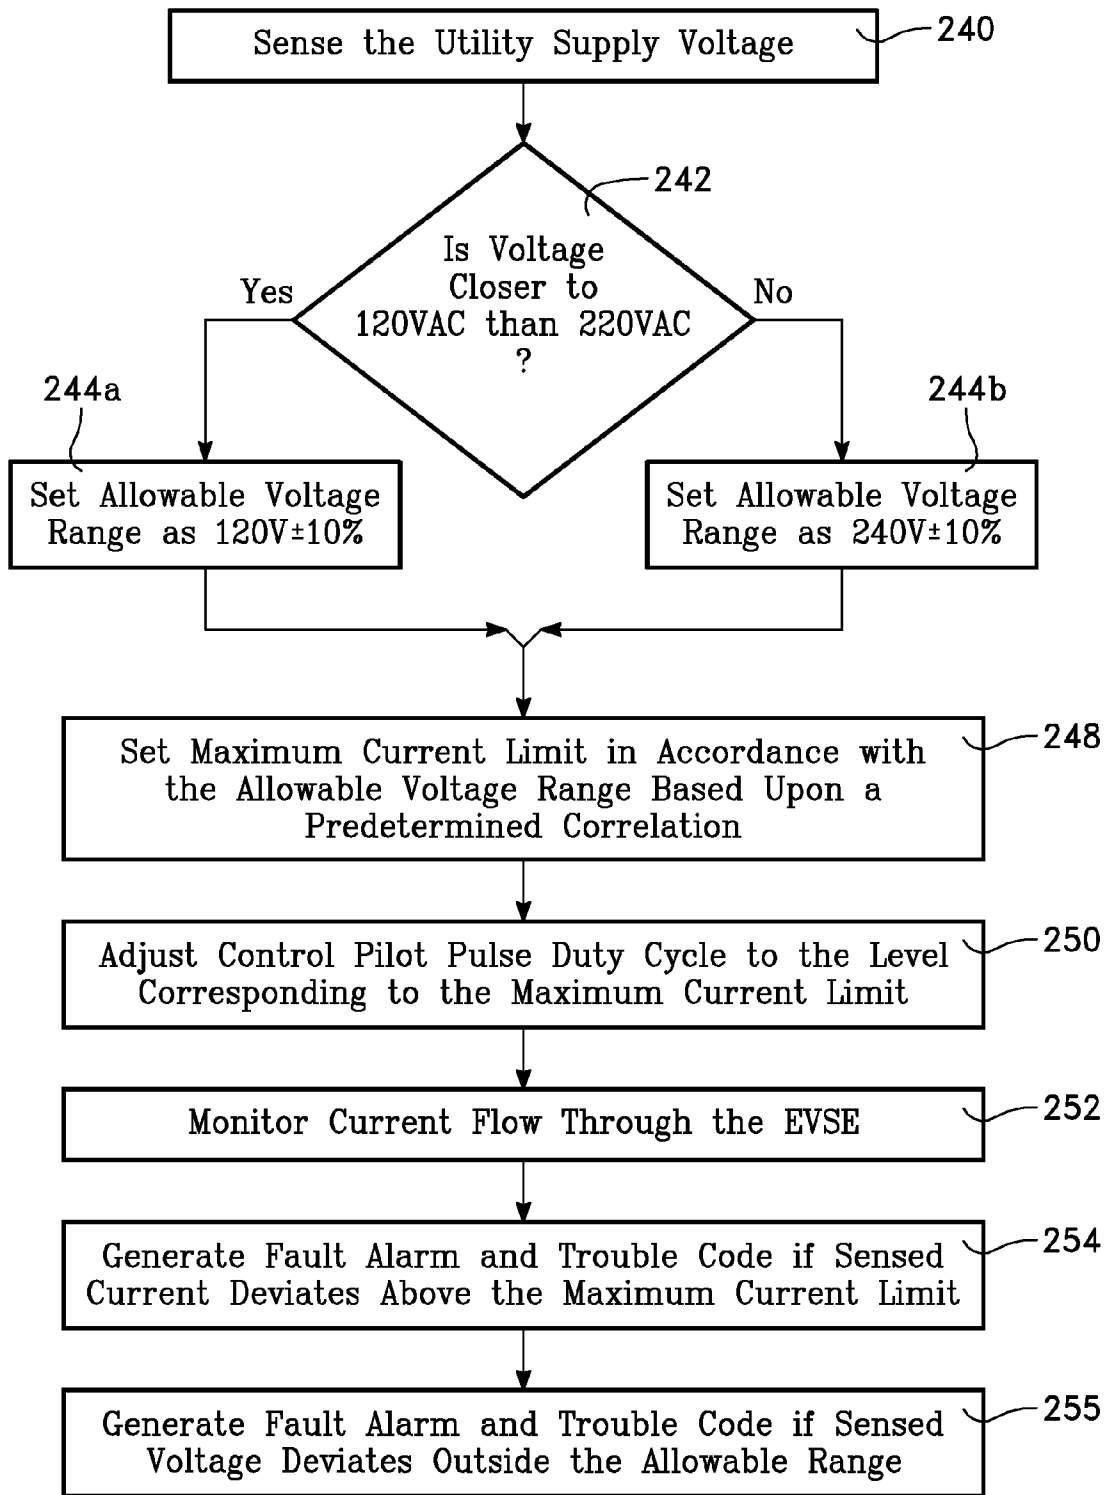 Sense the Utility Supply Voltage
240
242
Is Voltage
Closer to
120VAC than 220VAC
?
Yes
No
244a
244b
Set Allowable Voltage
Range as 120V±10%
Set Allowable Voltage
Range as 240V±10%
248
Set Maximum Current Limit in Accordance with
the Allowable Voltage Range Based Upon a
Predetermined Correlation
250
Adjust Control Pilot Pulse Duty Cycle to the Level
Corresponding to the Maximum Current Limit
252
Monitor Current Flow Through the EVSE
254
Generate Fault Alarm and Trouble Code if Sensed
Current Deviates Above the Maximum Current Limit
255
Generate Fault Alarm and Trouble Code if Sensed
Voltage Deviates Outside the Allowable Range